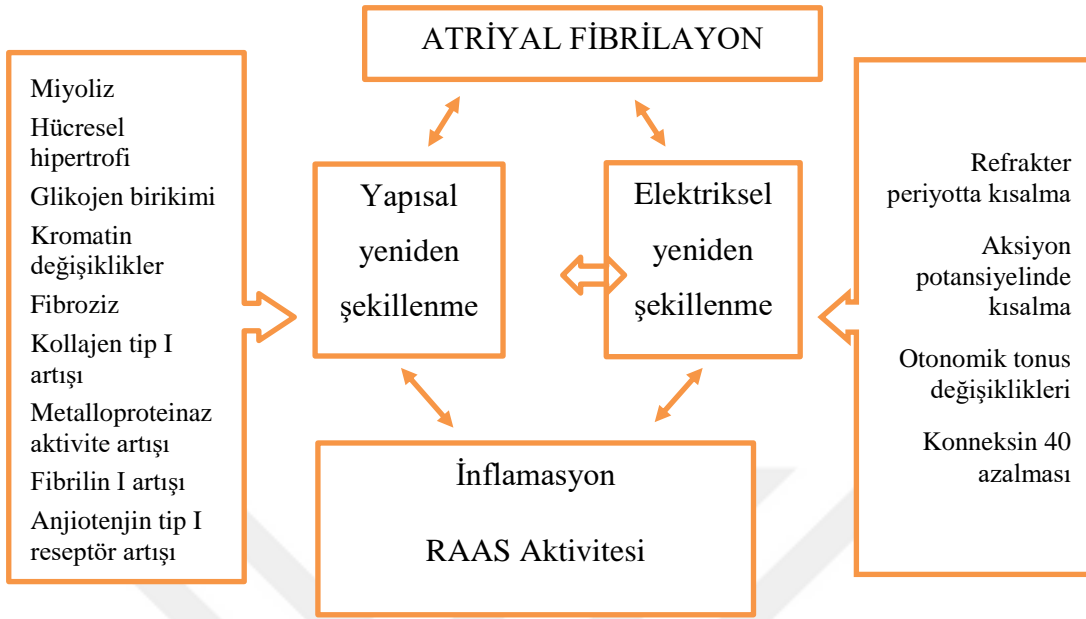 ATRİYAL FİBRİLAYON
Miyoliz
Hücresel
hipertrofi
Glikojen birikimi
Kromatin
değişiklikler
Fibroziz
Kollajen tip I
artışı
Metalloproteinaz
aktivite artışı
Fibrilin I artışı
Anjiotenjin tip I
reseptör artışı
Yapısal
yeniden
şekillenme
Elektriksel
yeniden
şekillenme
Refrakter
periyotta kısalma
Aksiyon
potansiyelinde
kısalma
Otonomik tonus
değişiklikleri
Konneksin 40
azalması
İnflamasyon
RAAS Aktivitesi